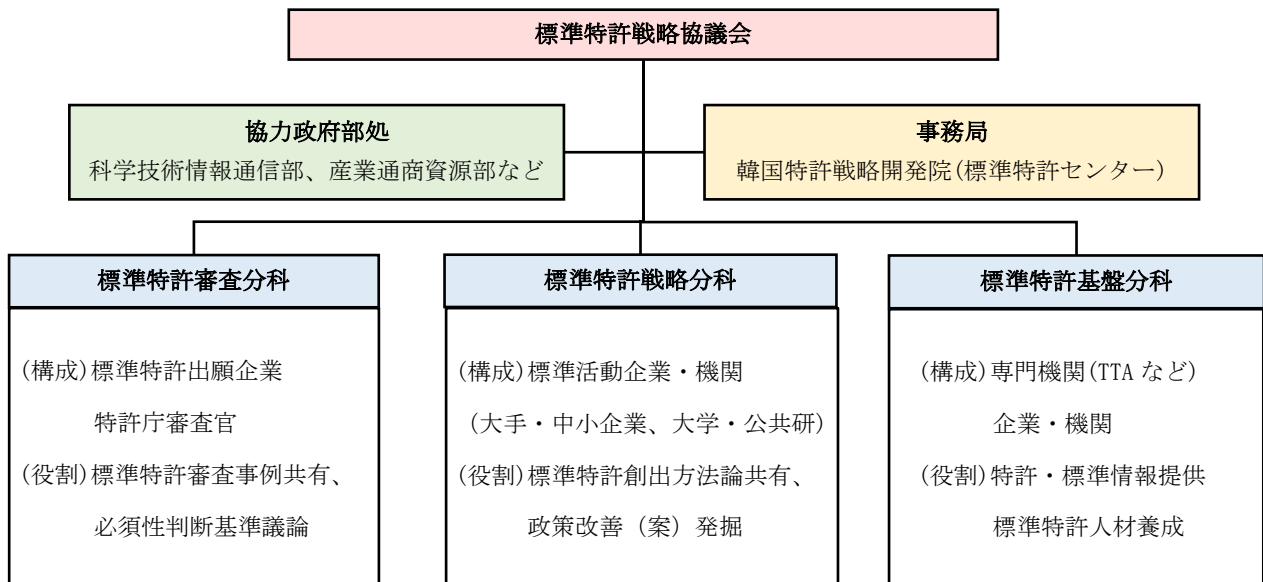 標準特許戦略協議会
協力政府部処
科学技術情報通信部、産業通商資源部など
事務局
韓国特許戦略開発院(標準特許センター)
標準特許審査分科
(構成)標準特許出願企業
特許庁審査官
(役割)標準特許審査事例共有、
必須性判断基準議論
標準特許戦略分科
(構成)標準活動企業・機関
(大手・中小企業、大学・公共研)
(役割)標準特許創出方法論共有、
政策改善（案）発掘
標準特許基盤分科
(構成)専門機関(TTA など)
企業・機関
(役割)特許・標準情報提供
標準特許人材養成